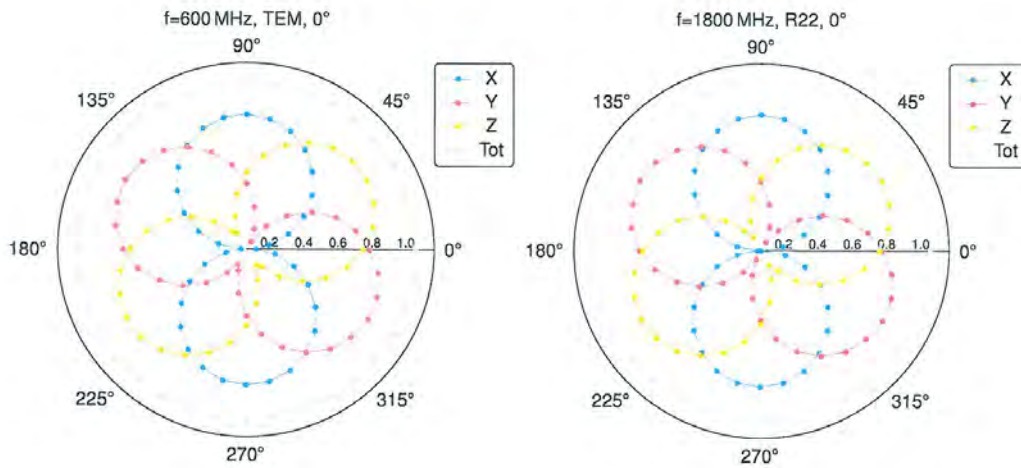 f=600 MHz, TEM, 0°
90°
135°
45°
X
Y
Z
Tot
180°
0.2 0.4 0.6 0.8 1.0
0°
225°
315°
270°
f=1800 MHz, R22, 0°
90°
135°
45°
X
Y
Z
Tot
180°
0.2 0.4 0.6 0.8 1.0
0°
225°
315°
270°